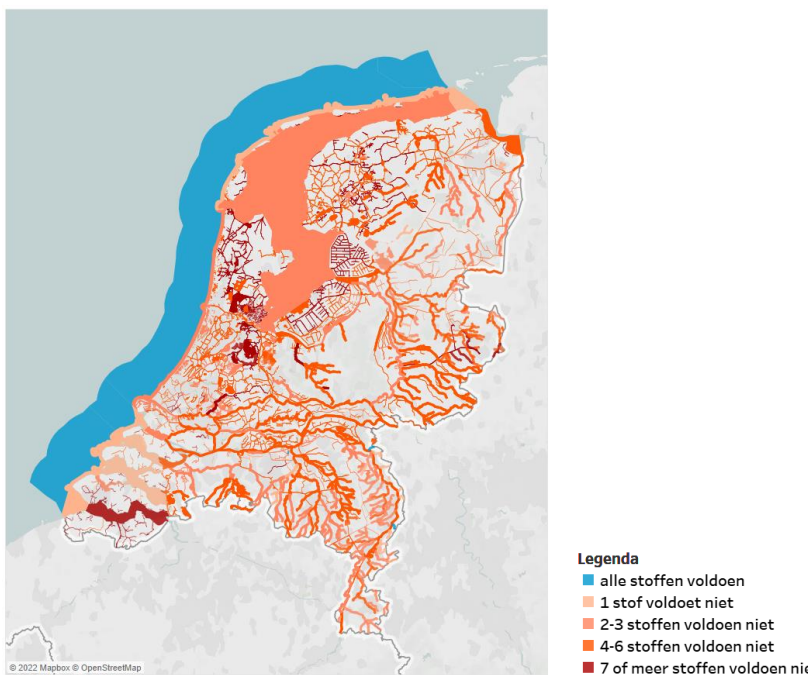 Legenda
alle stoffen voldoen
1 stof voldoet niet
2-3 stoffen voldoen niet
4-6 stoffen voldoen niet
7 of meer stoffen voldoen nie
© 2022 Mapbox © OpenStreetMap